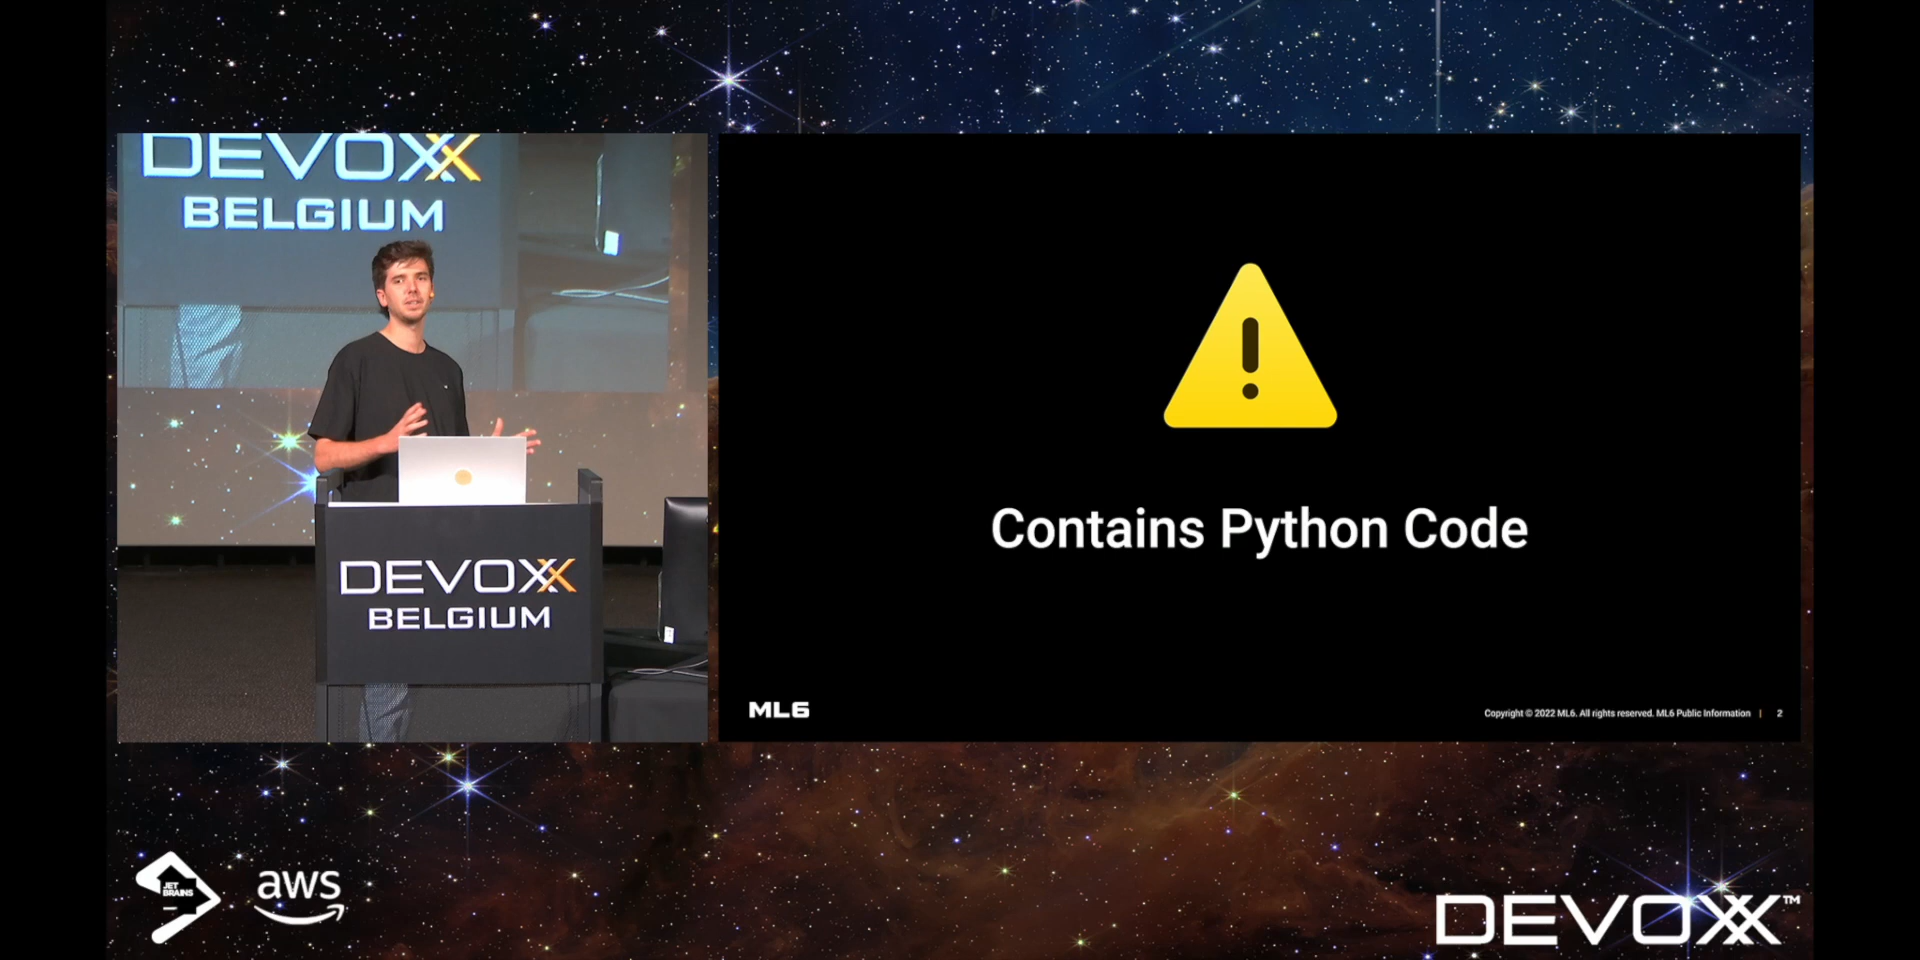 DEVOXX
BELGIUM
DEVOXX
BELGIUM
!
Contains Python Code
ML6
Copyright © 2022 ML6. All rights reserved. ML6 Public Information | 2
JET
BRAINS
aws
DEVOXX™